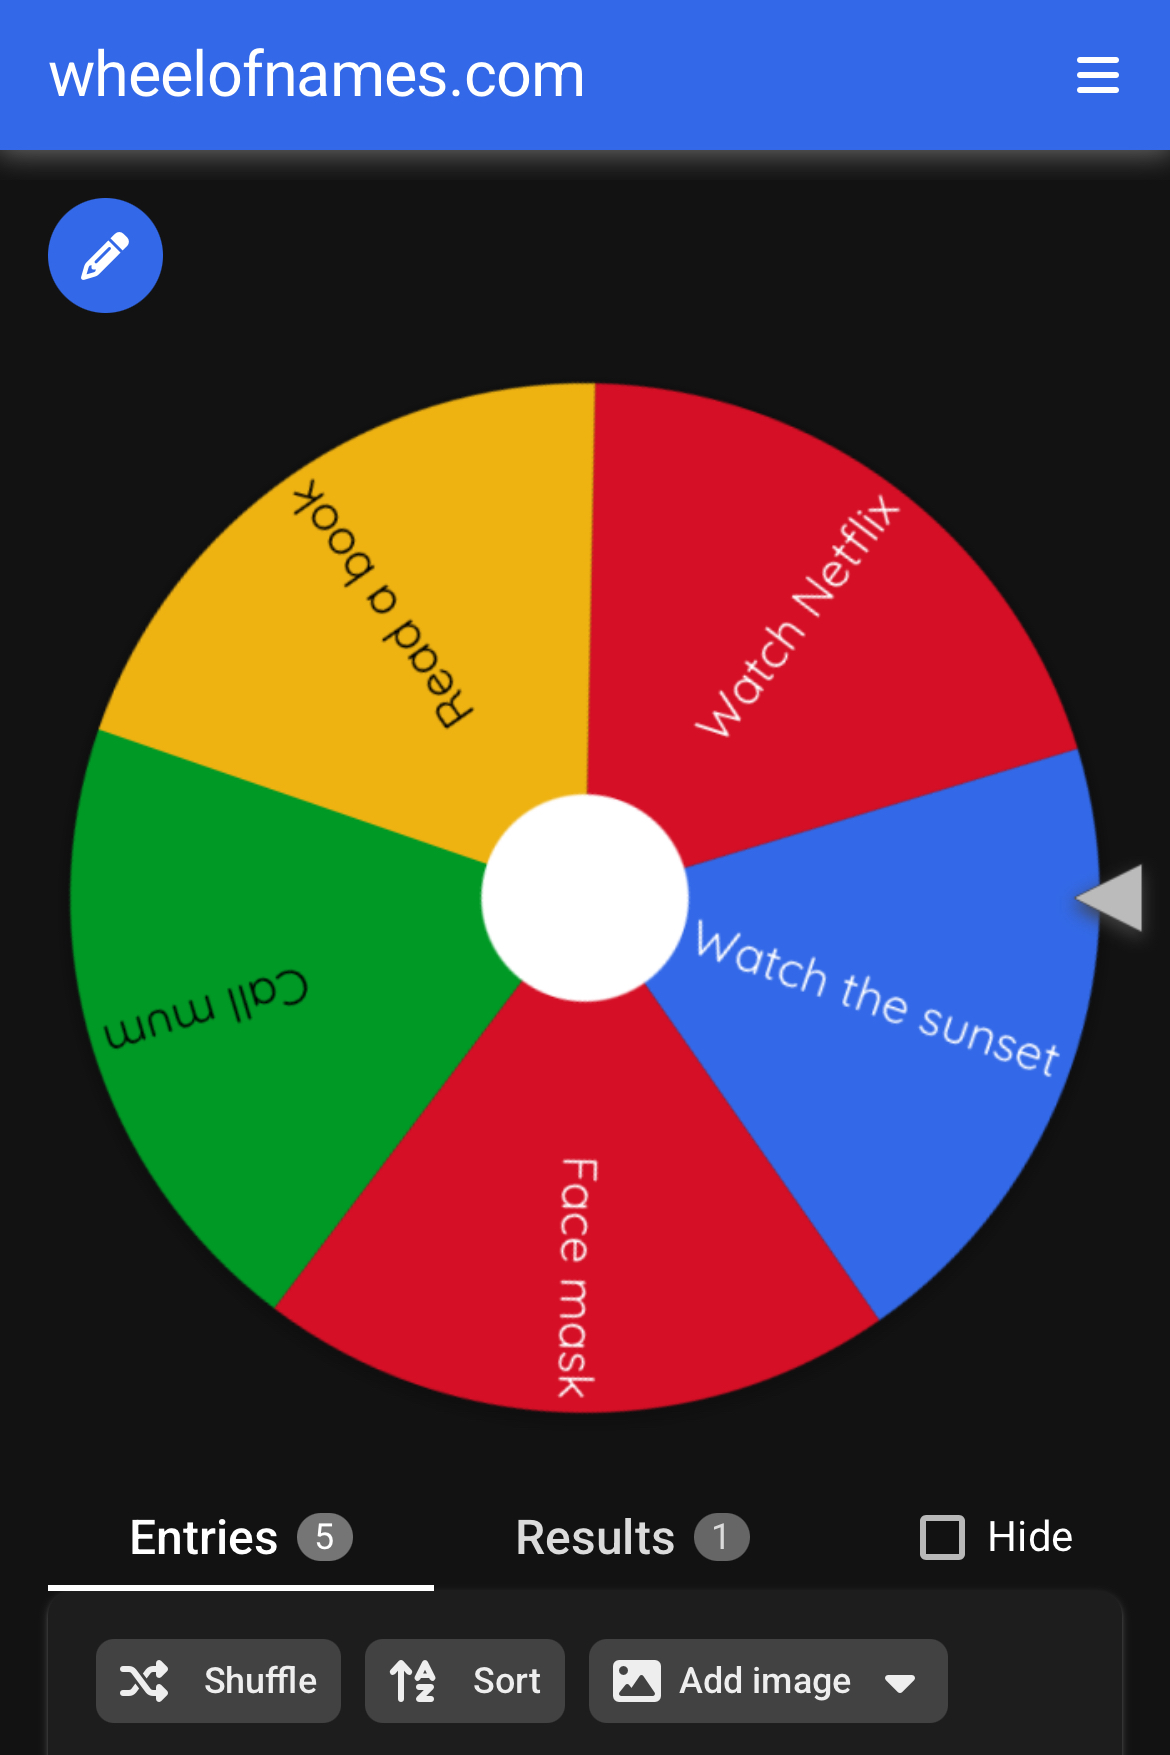 wheelofnames.com
Read a book
Watch Netflix
Watch the sunset
Call mum
Face mask
Entries 5 Results 1 Hide
Shuffle Sort Add image